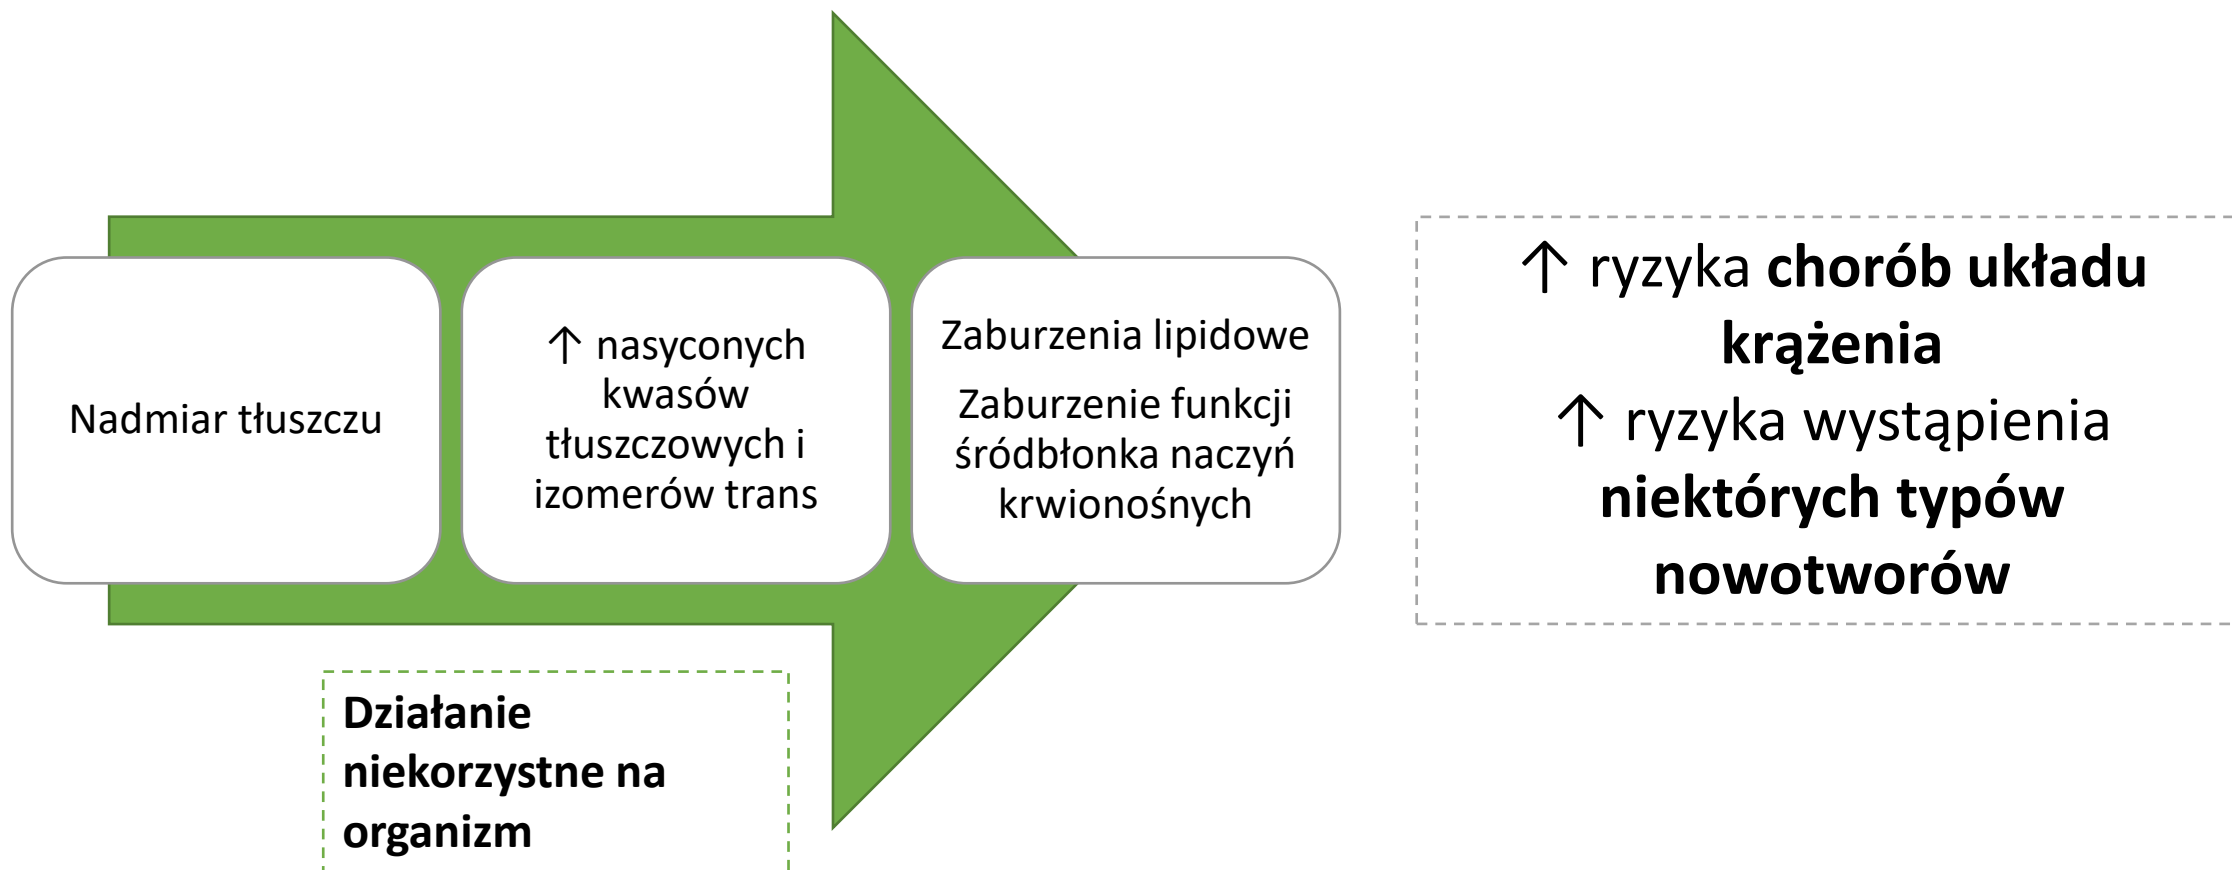 Nadmiar tłuszczu
↑ nasyconych
kwasów
tłuszczowych i
izomerów trans
Zaburzenia lipidowe
Zaburzenie funkcji
śródbłonka naczyń
krwionośnych
↑ ryzyka chorób układu
krążenia
↑ ryzyka wystąpienia
niektórych typów
nowotworów
Działanie
niekorzystne na
organizm